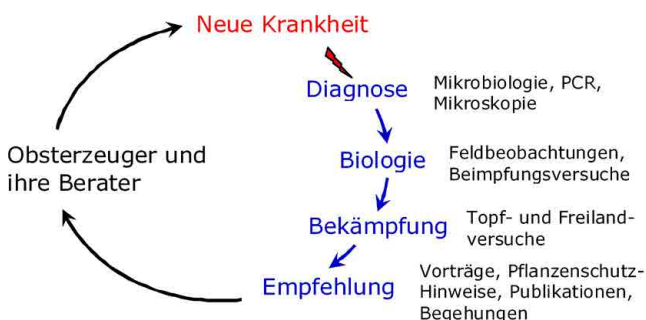 Neue Krankheit
Diagnose
Mikrobiologie, PCR,
Mikroskopie
Obsterzeuger und
ihre Berater
Biologie
Feldbeobachtungen,
Beimpfungsversuche
Bekämpfung
Topf- und Freiland-
versuche
Empfehlung
Vorträge, Pflanzenschutz-
Hinweise, Publikationen,
Begehungen